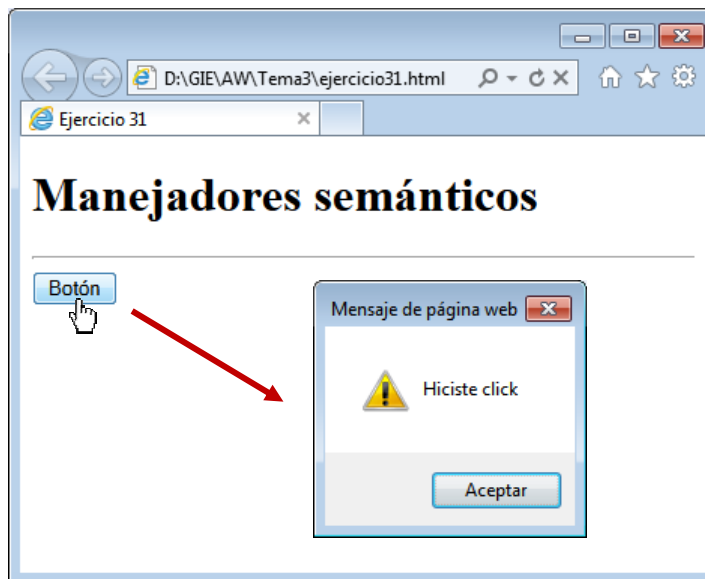 D:\GIE\AW\Tema3\ejercicio31.html
Ejercicio 31
Manejadores semánticos
Botón
Mensaje de página web
Hiciste click
Aceptar